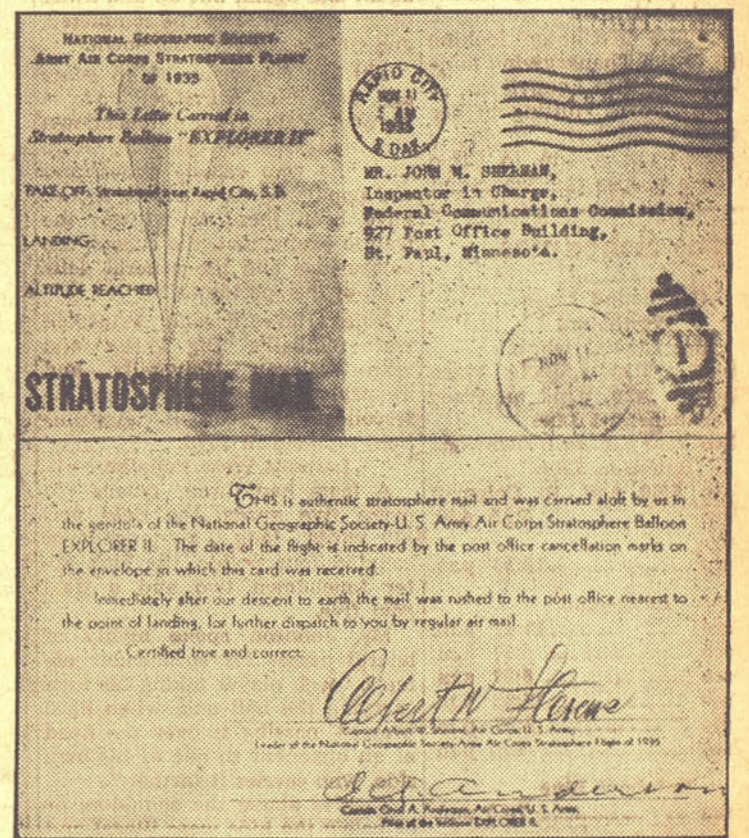 NATIONAL GEOGRAPHIC SOCIETY-
ARMY AIR CORPS STRATOSPHERE FLIGHT
OF 1935
This Letter Carried in
Stratosphere Balloon "EXPLORER II"
TAKE OFF: Stratobowl near Rapid City, S. D.
LANDING:
ALTITUDE REACHED:
STRATOSPHERE MAIL
RAPID CITY
NOV 11
AM
1935
S. DAK.
MR. JOHN M. SHERMAN,
Inspector in Charge,
Federal Communications Commission,
927 Post Office Building,
St. Paul, Minnesota.
NOV 11
1
THIS is authentic stratosphere mail and was carried aloft by us in
the gondola of the National Geographic Society-U. S. Army Air Corps Stratosphere Balloon
EXPLORER II. The date of the flight is indicated by the post office cancellation marks on
the envelope in which this card was received.
Immediately after our descent to earth the mail was rushed to the post office nearest to
the point of landing, for further dispatch to you by regular air mail.
Certified true and correct:
Albert W Stevens
Captain Albert W. Stevens, Air Corps, U. S. Army,
Leader of the National Geographic Society-Army Air Corps Stratosphere Flight of 1935
O A Anderson
Captain Orvil A. Anderson, Air Corps, U. S. Army,
Pilot of the balloon EXPLORER II.